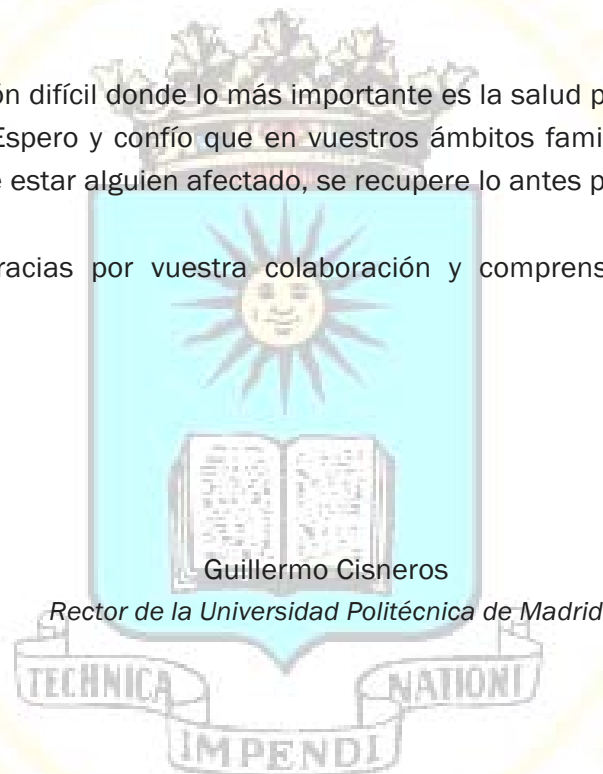 ón difícil donde lo más importante es la salud p
Espero y confío que en vuestros ámbitos fami
e estar alguien afectado, se recupere lo antes p
racias por vuestra colaboración y comprens
Guillermo Cisneros
Rector de la Universidad Politécnica de Madrid
TECHNICA
IMPENDI
NATIONI